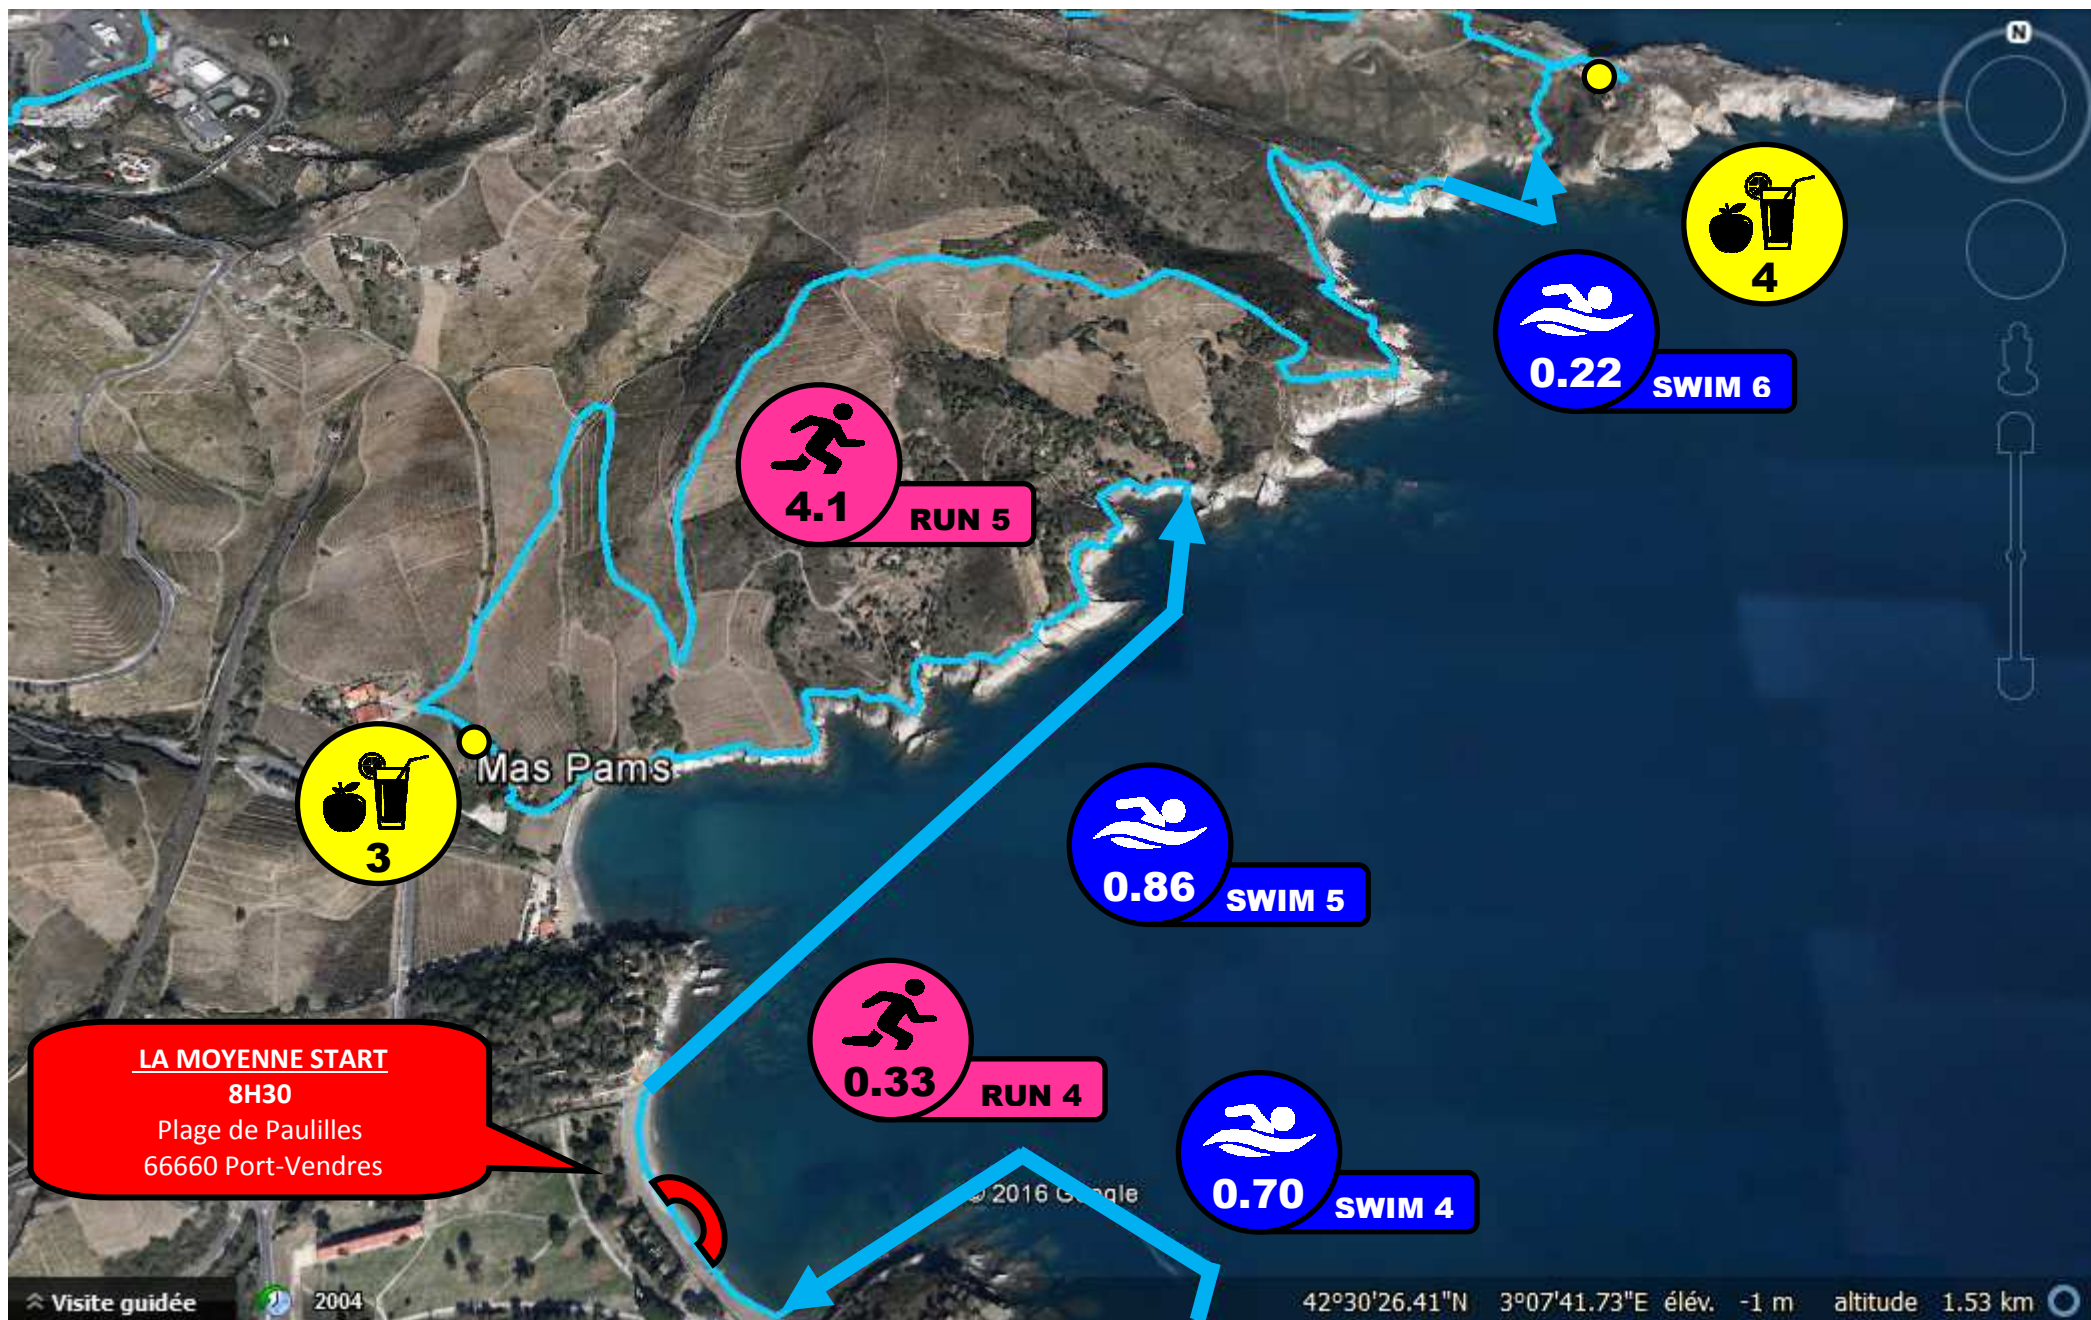 N
4
0.22
SWIM 6
4.1
RUN 5
Mas Pams
3
0.86
SWIM 5
LA MOYENNE START
8H30
Plage de Paulilles
66660 Port-Vendres
0.33
RUN 4
0.70
SWIM 4
© 2016 Google
Visite guidée
2004
42°30'26.41"N 3°07'41.73"E élév. -1 m altitude 1.53 km